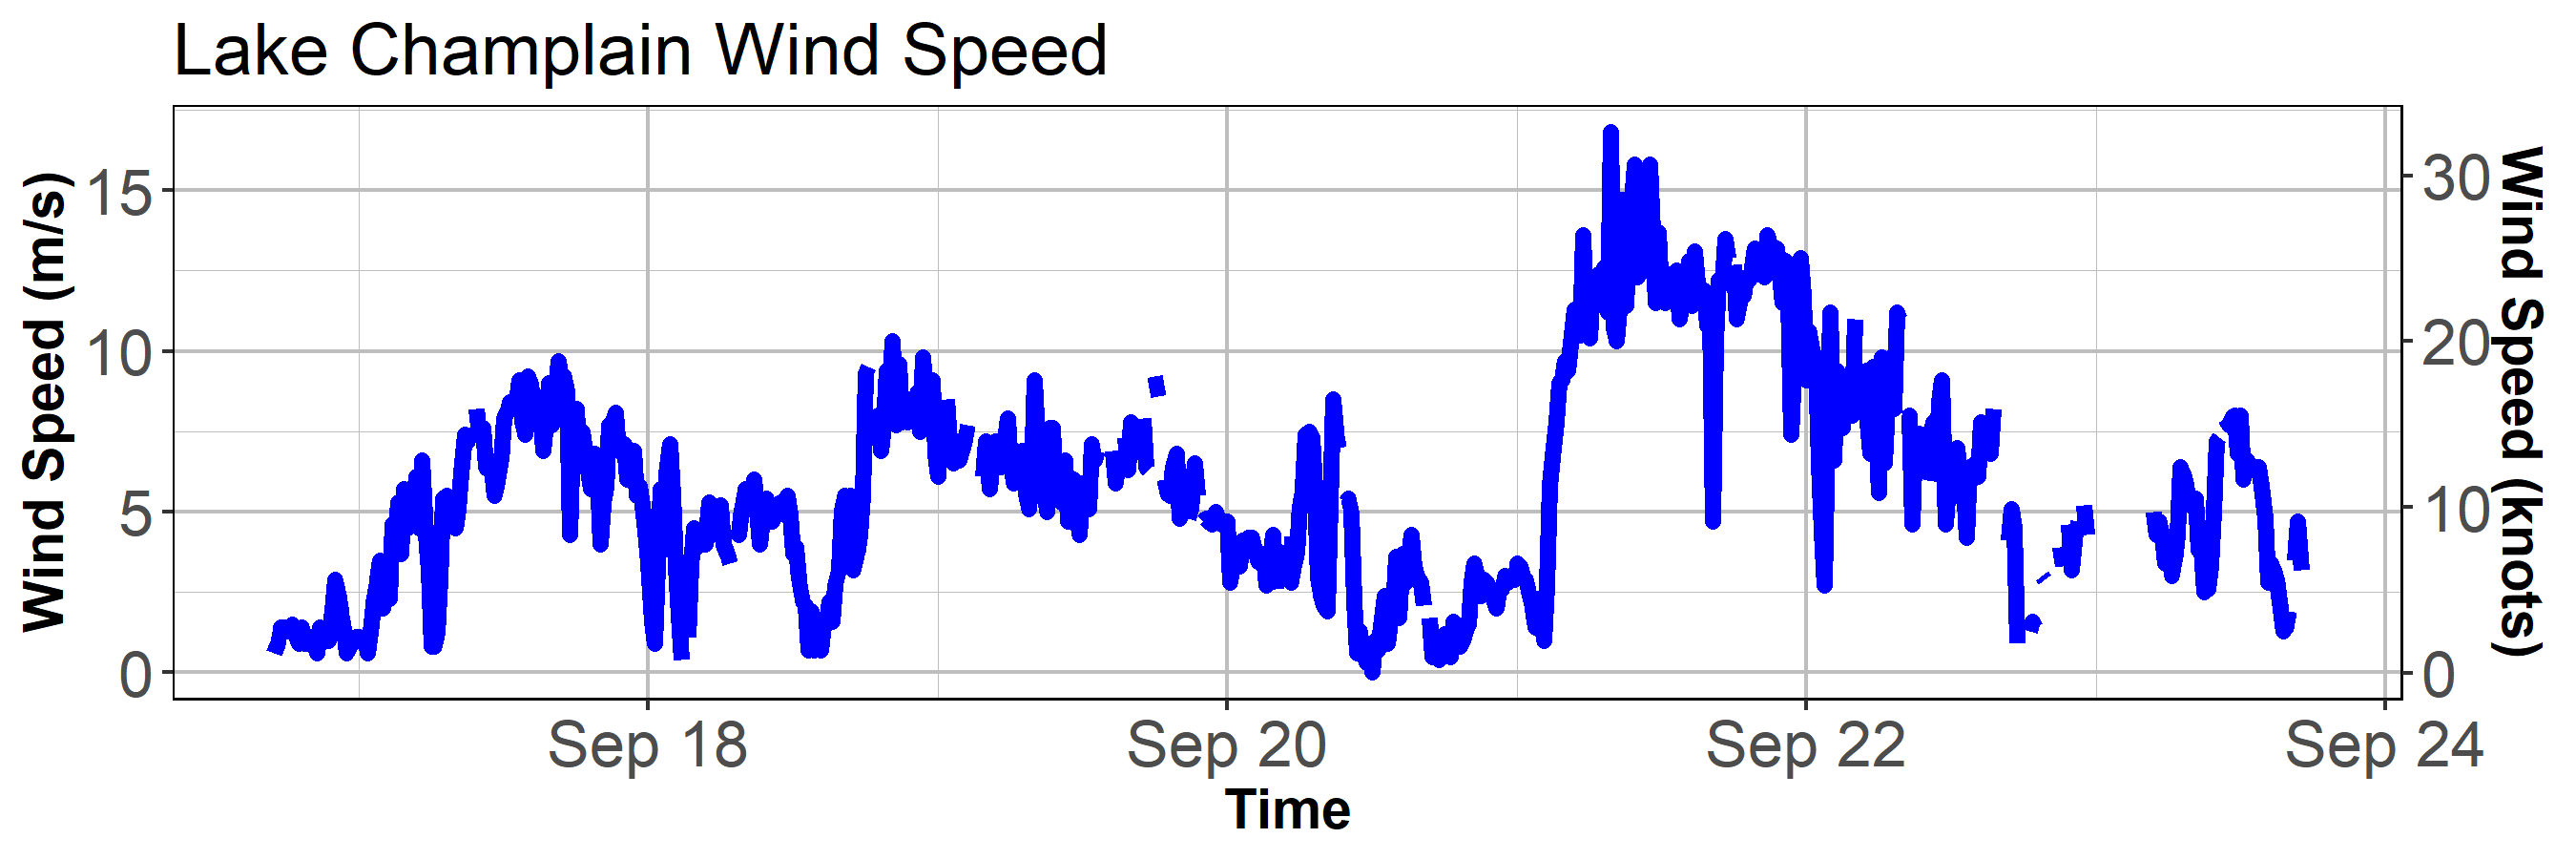 Lake Champlain Wind Speed
Wind Speed (m/s)
15
10
5
0
30
20
10
0
Wind Speed (knots)
Sep 18
Sep 20
Sep 22
Sep 24
Time